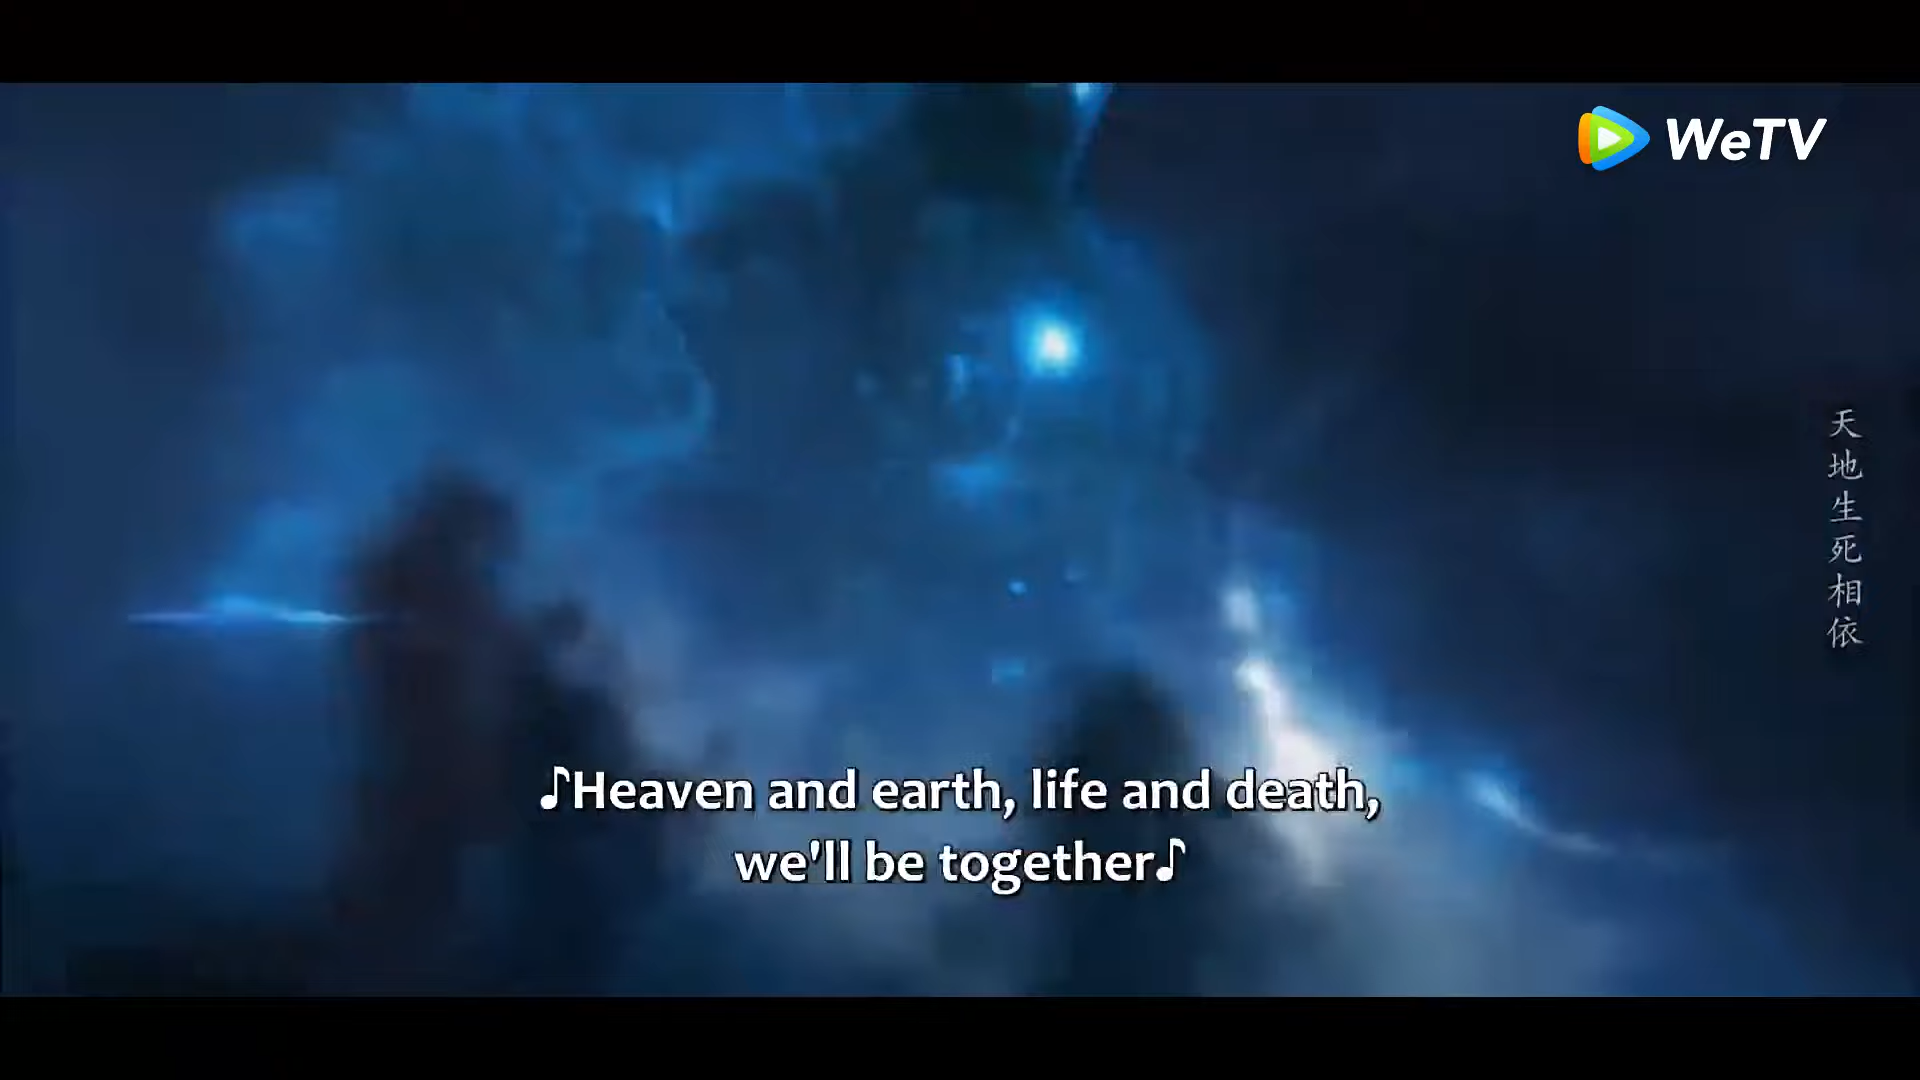 WeTV
天地生死相依
♪Heaven and earth, life and death,
we'll be together♪